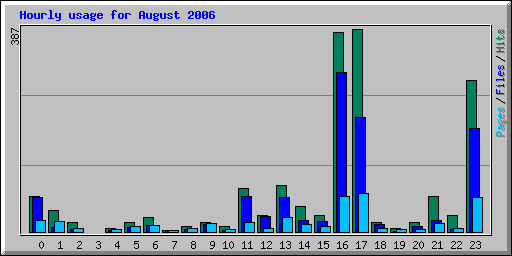 Hourly usage for August 2006
387
Pages / Files / Hits
0 1 2 3 4 5 6 7 8 9 10 11 12 13 14 15 16 17 18 19 20 21 22 23